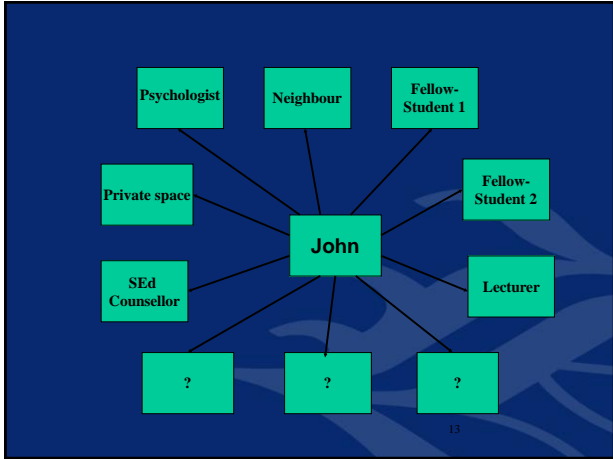 Psychologist
Neighbour
Fellow-
Student 1
Private space
Fellow-
Student 2
John
SEd
Counsellor
Lecturer
?
?
?
13